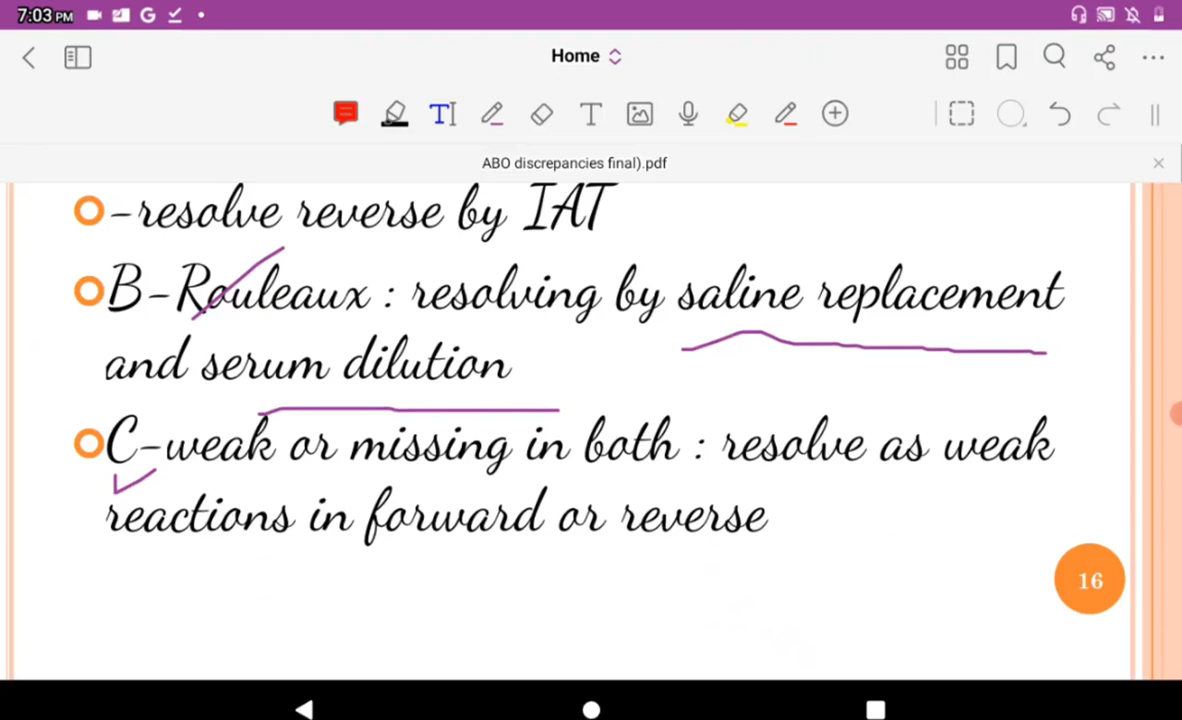 7:03 PM
Home
ABO discrepancies final).pdf
-resolve reverse by IAT
B-Rouleaux : resolving by saline replacement
and serum dilution
C-weak or missing in both : resolve as weak
reactions in forward or reverse
16